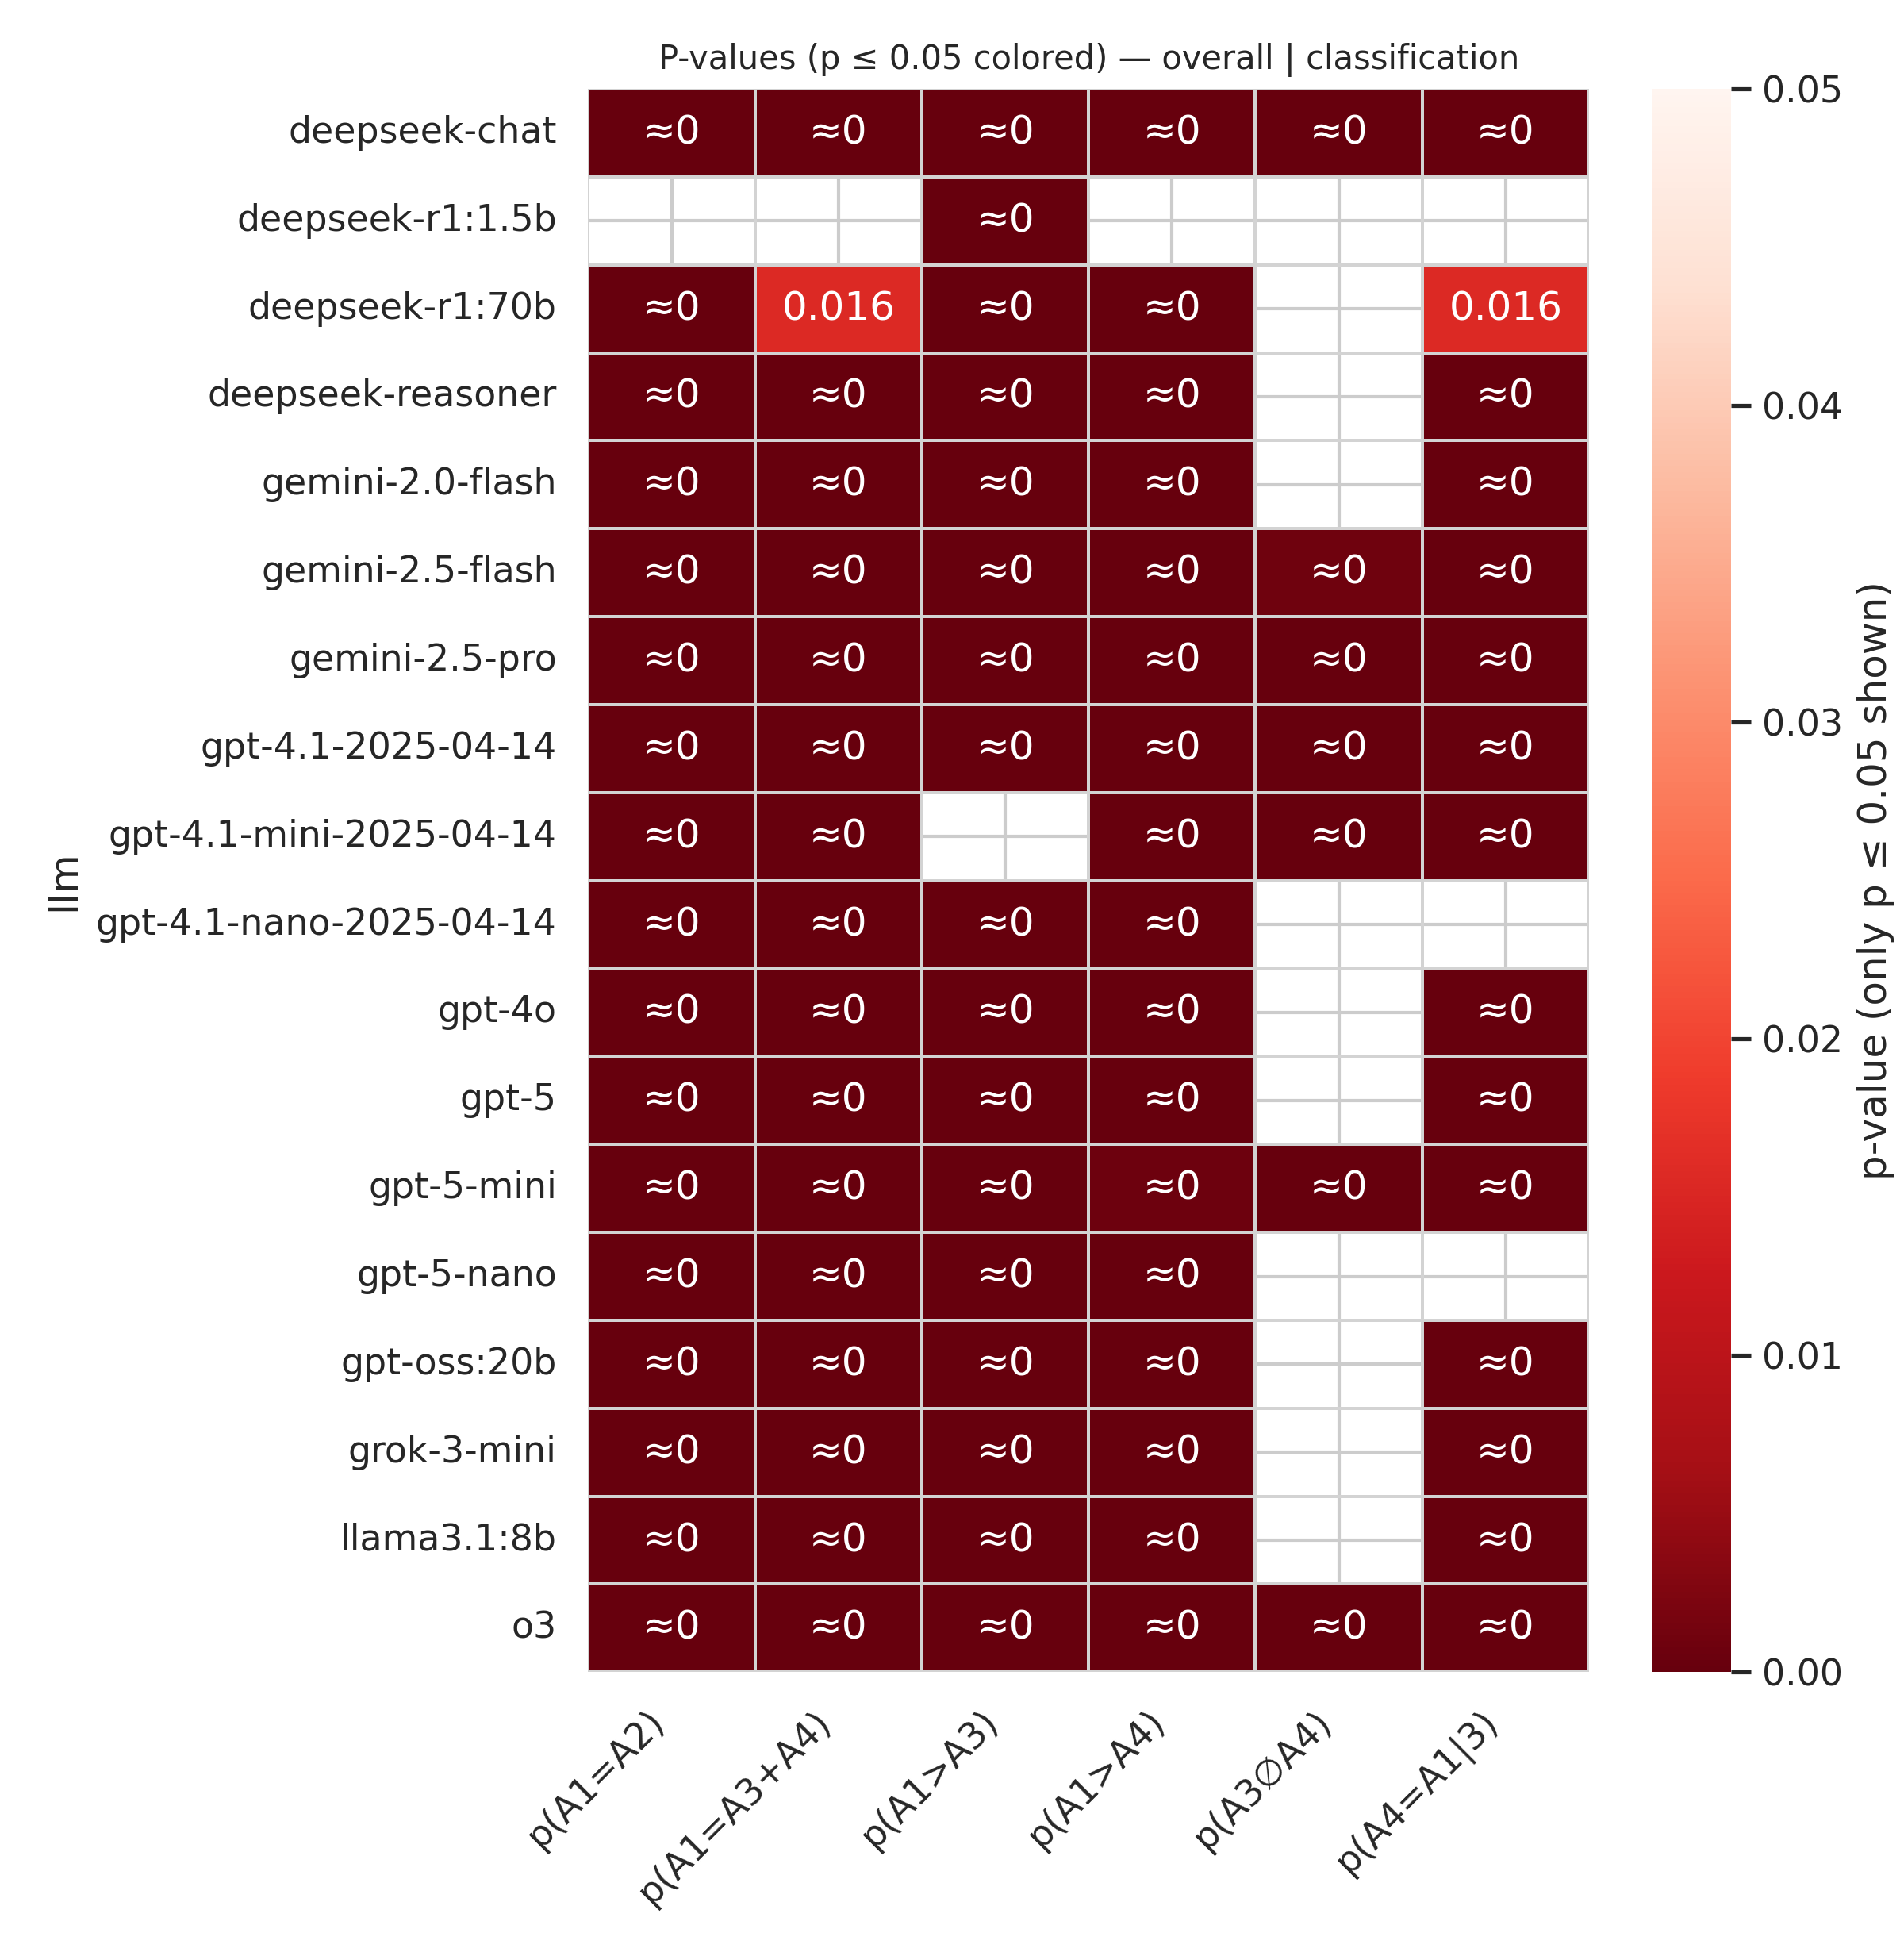 P-values (p ≤ 0.05 colored) — overall | classification
deepseek-chat ≈0 ≈0 ≈0 ≈0 ≈0 ≈0
deepseek-r1:1.5b ≈0
deepseek-r1:70b ≈0 0.016 ≈0 ≈0 0.016
deepseek-reasoner ≈0 ≈0 ≈0 ≈0 ≈0
gemini-2.0-flash ≈0 ≈0 ≈0 ≈0 ≈0
gemini-2.5-flash ≈0 ≈0 ≈0 ≈0 ≈0 ≈0
gemini-2.5-pro ≈0 ≈0 ≈0 ≈0 ≈0 ≈0
gpt-4.1-2025-04-14 ≈0 ≈0 ≈0 ≈0 ≈0 ≈0
gpt-4.1-mini-2025-04-14 ≈0 ≈0 ≈0 ≈0 ≈0
gpt-4.1-nano-2025-04-14 ≈0 ≈0 ≈0 ≈0
gpt-4o ≈0 ≈0 ≈0 ≈0 ≈0
gpt-5 ≈0 ≈0 ≈0 ≈0 ≈0
gpt-5-mini ≈0 ≈0 ≈0 ≈0 ≈0 ≈0
gpt-5-nano ≈0 ≈0 ≈0 ≈0
gpt-oss:20b ≈0 ≈0 ≈0 ≈0 ≈0
grok-3-mini ≈0 ≈0 ≈0 ≈0 ≈0
llama3.1:8b ≈0 ≈0 ≈0 ≈0 ≈0
o3 ≈0 ≈0 ≈0 ≈0 ≈0 ≈0
llm
p(A1=A2)
p(A1=A3+A4)
p(A1>A3)
p(A1>A4)
p(A3∅A4)
p(A4=A1|3)
0.05
0.04
0.03
0.02
0.01
0.00
p-value (only p ≤ 0.05 shown)